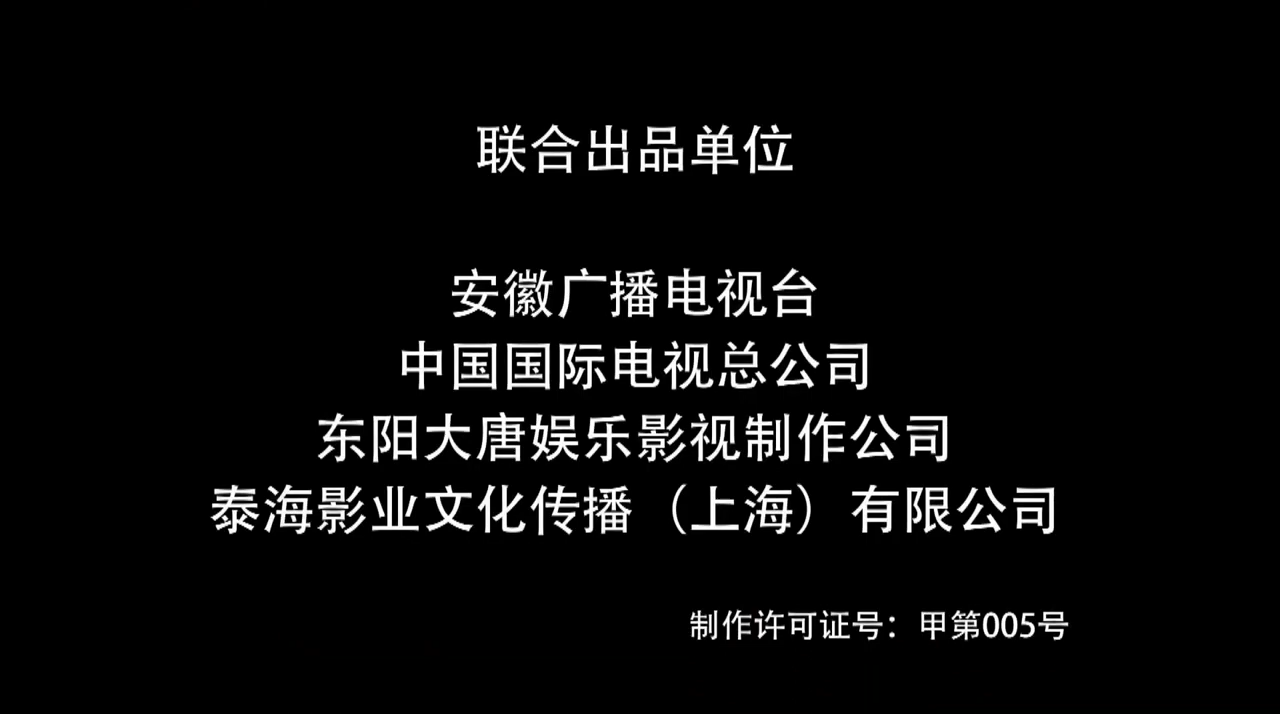 联合出品单位
安徽广播电视台
中国国际电视总公司
东阳大唐娱乐影视制作公司
泰海影业文化传播（上海）有限公司
制作许可证号：甲第005号